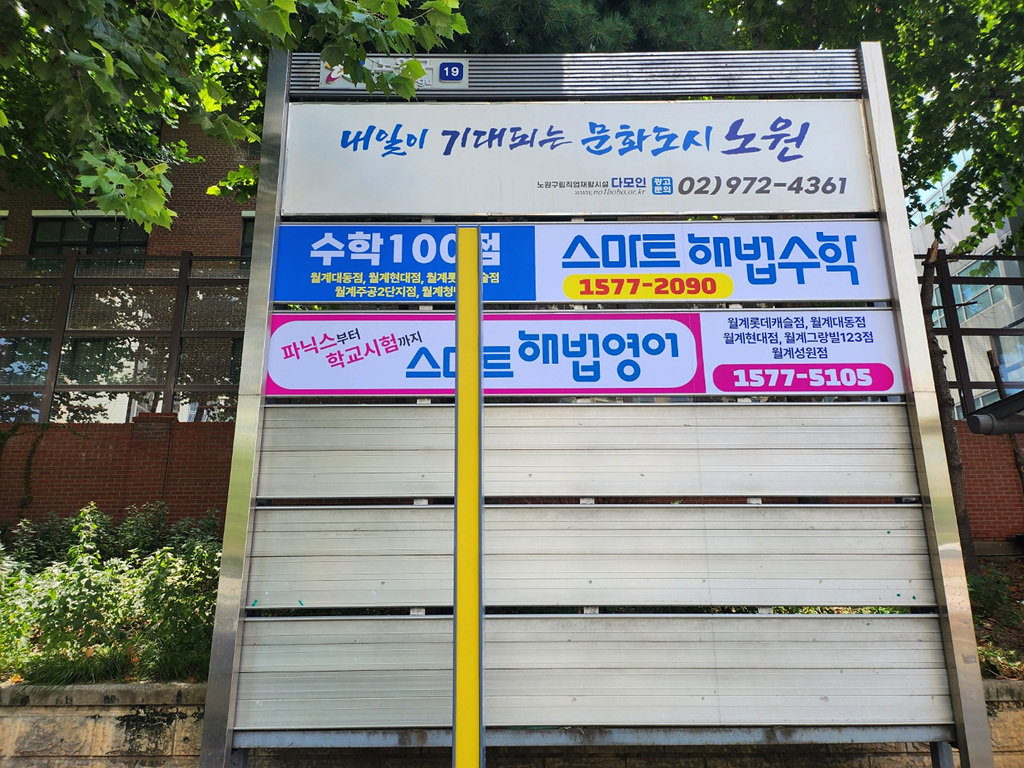 19
내일이 기대되는 문화도시 노원
노원구립직업재활시설 다모인 광고문의 02)972-4361
www.no1boho.or.kr
수학100점
월계대동점, 월계현대점,
월계주공2단지점,
스마트 해법수학
1577-2090
파닉스부터
학교시험까지
스마트 해법영어
월계롯데캐슬점, 월계대동점
월계현대점, 월계그랑빌123점
월계성원점
1577-5105